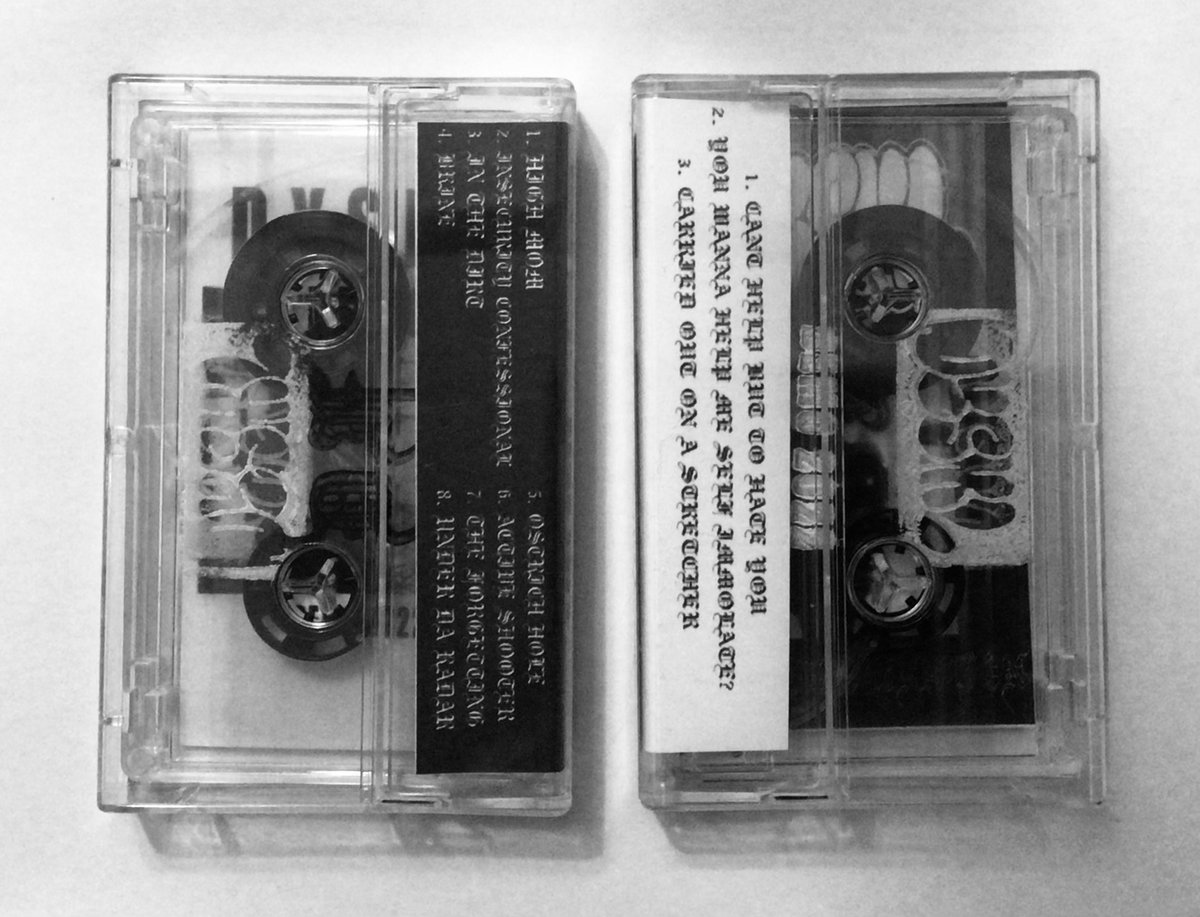 1. HIGH MOM
2. INSECURITY CONFESSIONAL
3. IN THE DIRT
4. BRINE
5. OSTRICH HOLE
6. ACTIVE SHOOTER
7. THE FORGETTING
8. UNDER DA RADAR
1. CANT HELP BUT TO HATE YOU
2. YOU WANNA HELP ME SELF IMMOLATE?
3. CARRIED OUT ON A STRETCHER